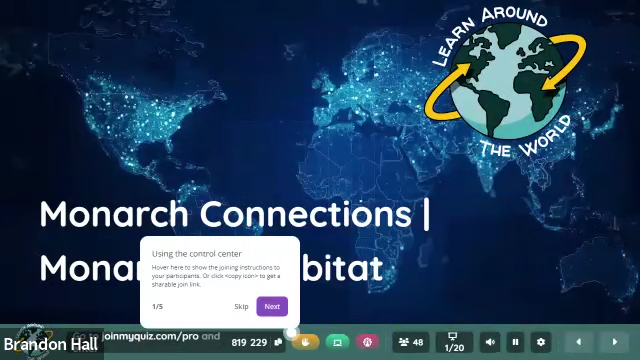 LEARN AROUND
THE WORLD
Monarch Connections |
Monar
bitat
Using the control center
Hover here to show the joining instructions to
your participants. Or click <copy icon> to get a
sharable join link.
1/5
Skip
Next
joinmyquiz.com/pro and
819 229
48
1/20
Brandon Hall